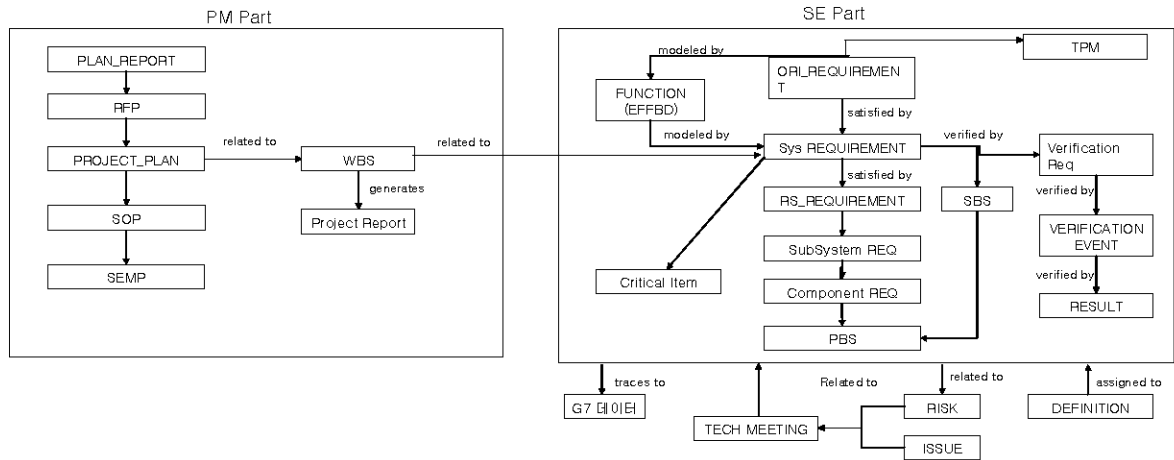 PM Part
SE Part
PLAN_REPORT
RFP
PROJECT_PLAN
SOP
SEMP
related to
WBS
generates
Project Report
related to
modeled by
TPM
ORI_REQUIREMEN
T
FUNCTION
(EFFBD)
satisfied by
modeled by
verified by
Sys REQUIREMENT
Verification
Req
satisfied by
verified by
RS_REQUIREMENT
SBS
VERIFICATION
EVENT
SubSystem REQ
Critical Item
verified by
Component REQ
RESULT
PBS
traces to
Related to
related to
assigned to
G7 데이터
RISK
DEFINITION
TECH MEETING
ISSUE